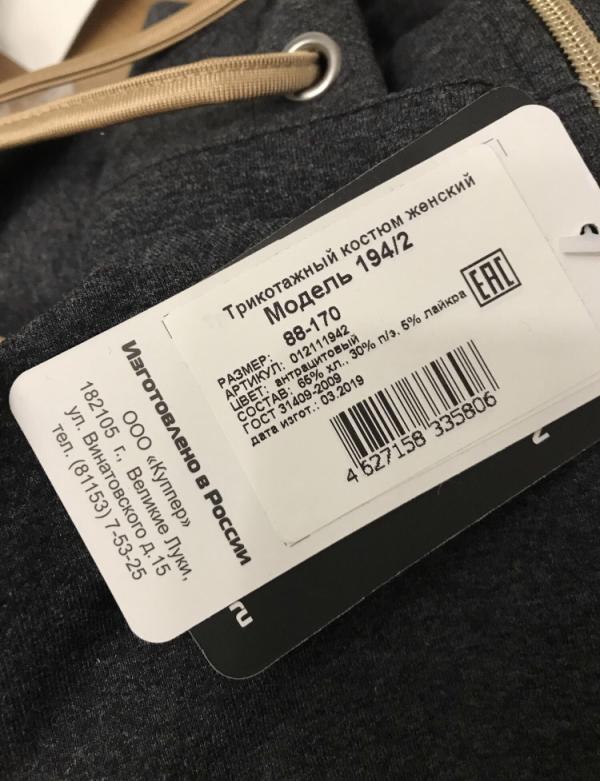 Трикотажный костюм женский
Модель 194/2
РАЗМЕР: 88-170
АРТИКУЛ: 012111942
ЦВЕТ: антрацитовый
СОСТАВ: 65% хл., 30% п/э, 5% лайкра
ГОСТ 31409-2009
дата изгот.: 03.2019
EAC
4 627158 335806
Изготовлено в России
ООО «Куппер»
182105 г., Великие Луки,
ул. Винатовского д.15
тел. (81153) 7-53-25
ru